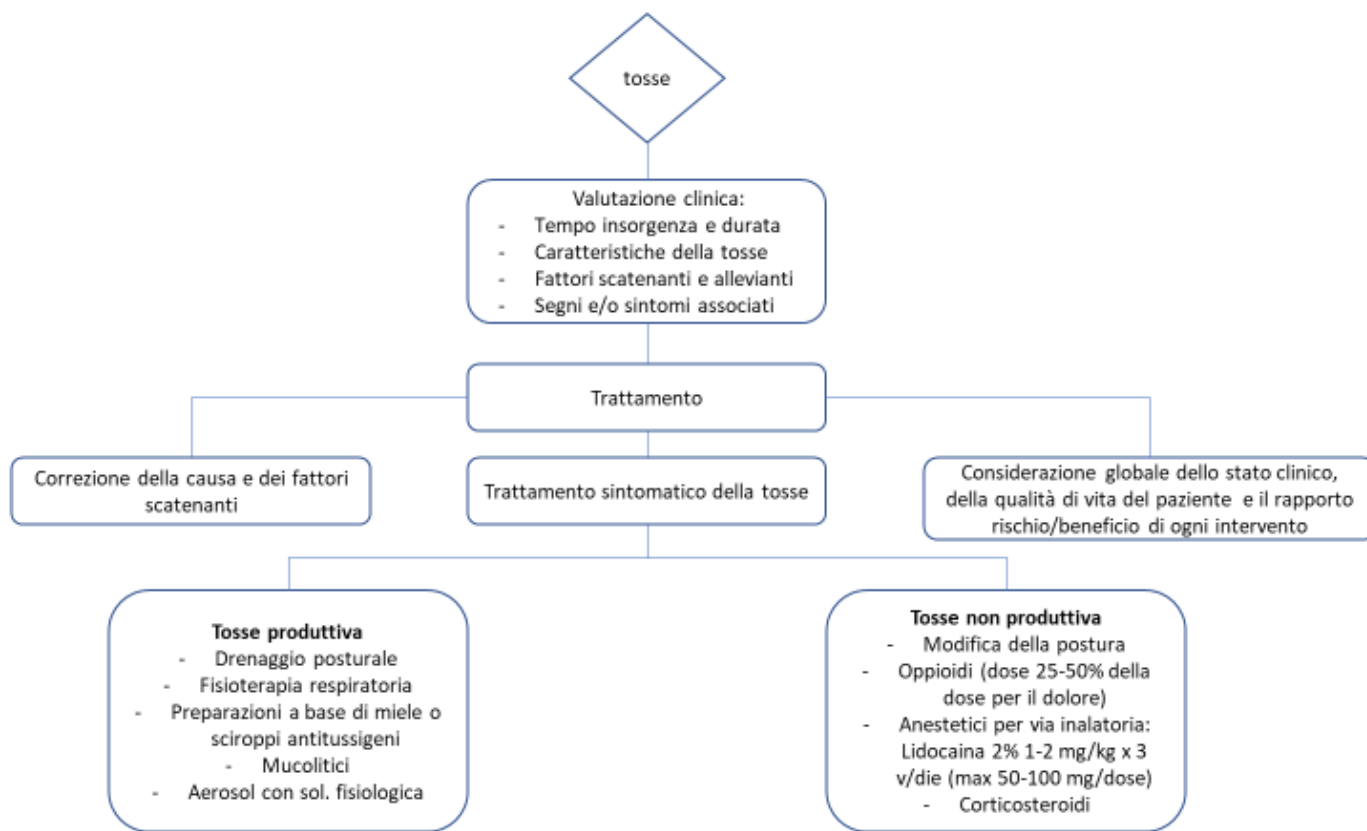 tosse
Valutazione clinica:
- Tempo insorgenza e durata
- Caratteristiche della tosse
- Fattori scatenanti e allevianti
- Segni e/o sintomi associati
Trattamento
Correzione della causa e dei fattori
scatenanti
Trattamento sintomatico della tosse
Considerazione globale dello stato clinico,
della qualità di vita del paziente e il rapporto
rischio/beneficio di ogni intervento
Tosse produttiva
- Drenaggio posturale
- Fisioterapia respiratoria
- Preparazioni a base di miele o
sciroppi antitussigeni
- Mucolitici
- Aerosol con sol. fisiologica
Tosse non produttiva
- Modifica della postura
- Oppioidi (dose 25-50% della
dose per il dolore)
- Anestetici per via inalatoria:
Lidocaina 2% 1-2 mg/kg x 3
v/die (max 50-100 mg/dose)
- Corticosteroidi